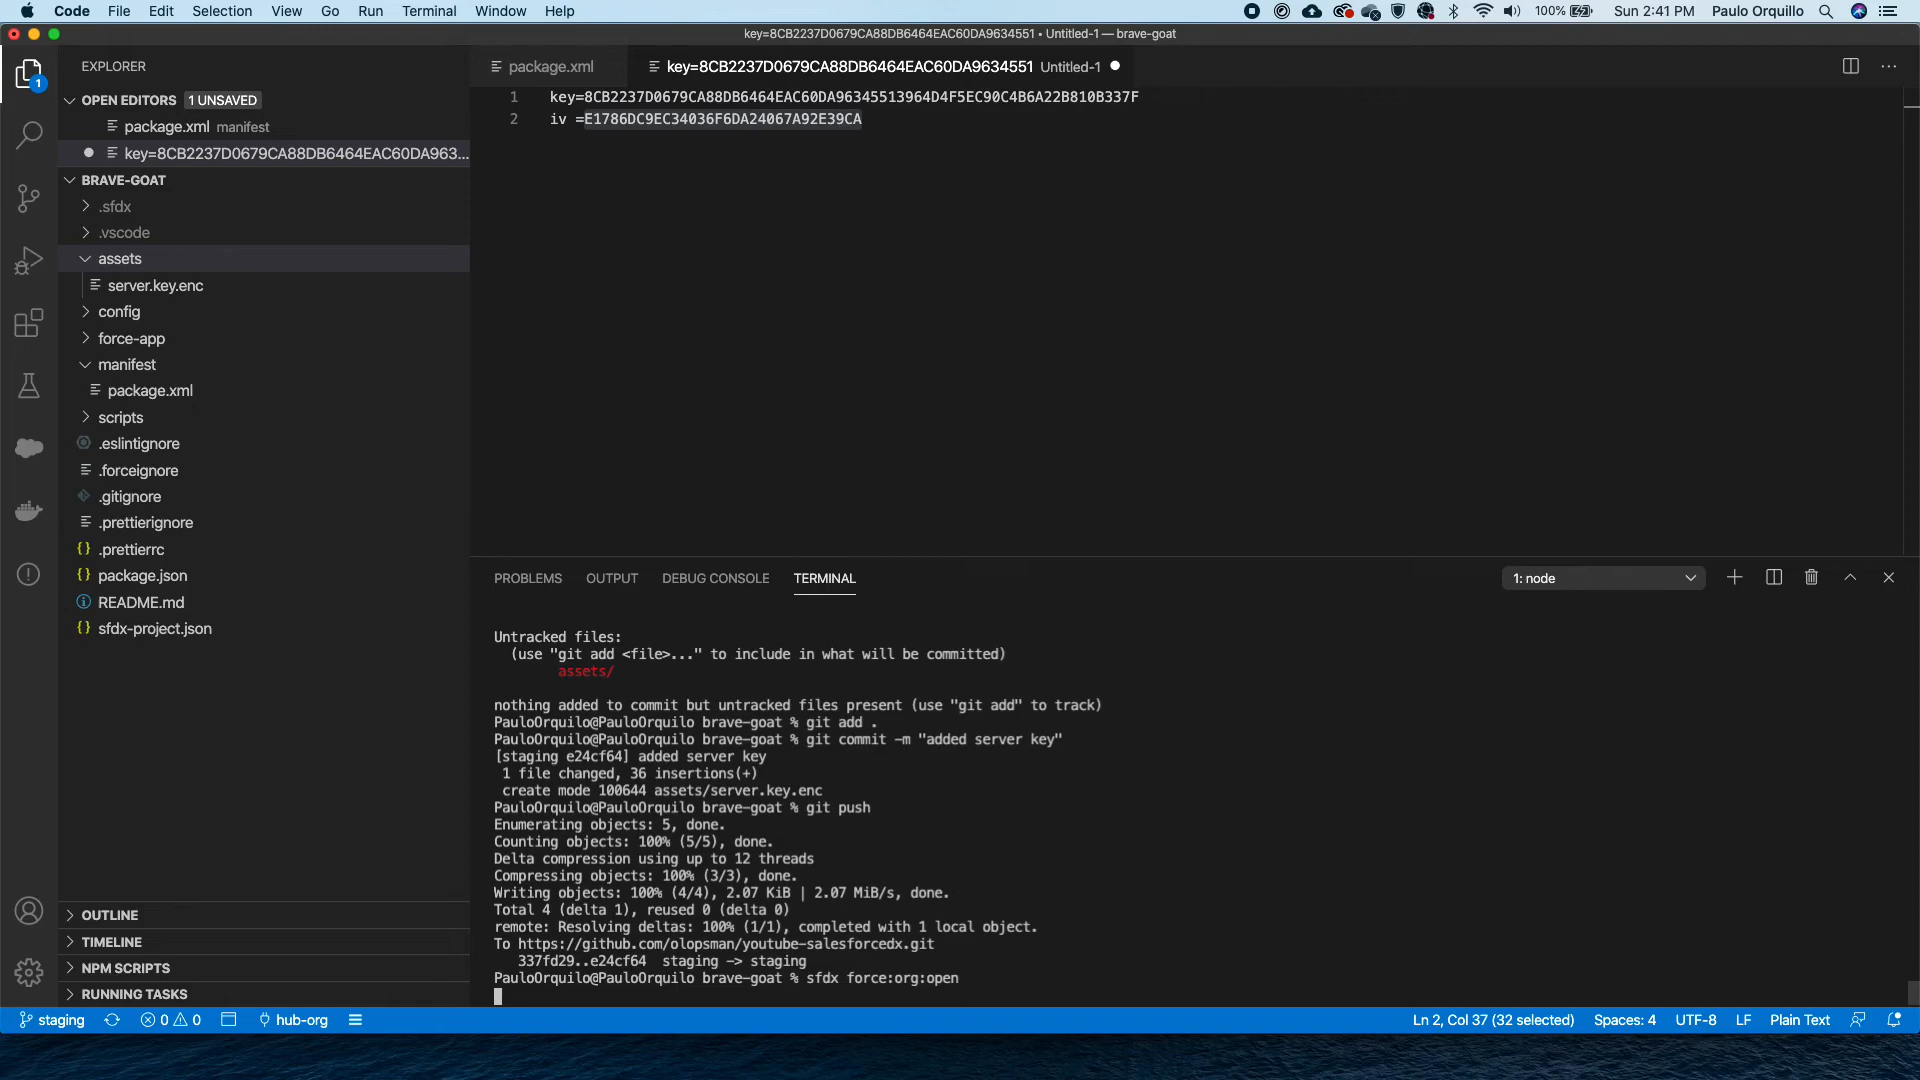 Code File Edit Selection View Go Run Terminal Window Help
100% Sun 2:41 PM Paulo Orquillo
key=8CB2237D0679CA88DB6464EAC60DA9634551 • Untitled-1 — brave-goat
EXPLORER
1
OPEN EDITORS 1 UNSAVED
package.xml manifest
key=8CB2237D0679CA88DB6464EAC60DA963...
BRAVE-GOAT
.sfdx
.vscode
assets
server.key.enc
config
force-app
manifest
package.xml
scripts
.eslintignore
.forceignore
.gitignore
.prettierignore
.prettierrc
package.json
README.md
sfdx-project.json
OUTLINE
TIMELINE
NPM SCRIPTS
RUNNING TASKS
package.xml key=8CB2237D0679CA88DB6464EAC60DA9634551 Untitled-1
1 key=8CB2237D0679CA88DB6464EAC60DA96345513964D4F5EC90C4B6A22B810B337F
2 iv =E1786DC9EC34036F6DA24067A92E39CA
PROBLEMS OUTPUT DEBUG CONSOLE TERMINAL 1: node
Untracked files:
(use "git add <file>..." to include in what will be committed)
assets/
nothing added to commit but untracked files present (use "git add" to track)
PauloOrquilo@PauloOrquilo brave-goat % git add .
PauloOrquilo@PauloOrquilo brave-goat % git commit -m "added server key"
[staging e24cf64] added server key
1 file changed, 36 insertions(+)
create mode 100644 assets/server.key.enc
PauloOrquilo@PauloOrquilo brave-goat % git push
Enumerating objects: 5, done.
Counting objects: 100% (5/5), done.
Delta compression using up to 12 threads
Compressing objects: 100% (3/3), done.
Writing objects: 100% (4/4), 2.07 KiB | 2.07 MiB/s, done.
Total 4 (delta 1), reused 0 (delta 0)
remote: Resolving deltas: 100% (1/1), completed with 1 local object.
To https://github.com/olopsman/youtube-salesforcedx.git
337fd29..e24cf64 staging -> staging
PauloOrquilo@PauloOrquilo brave-goat % sfdx force:org:open
staging 0 0 hub-org Ln 2, Col 37 (32 selected) Spaces: 4 UTF-8 LF Plain Text